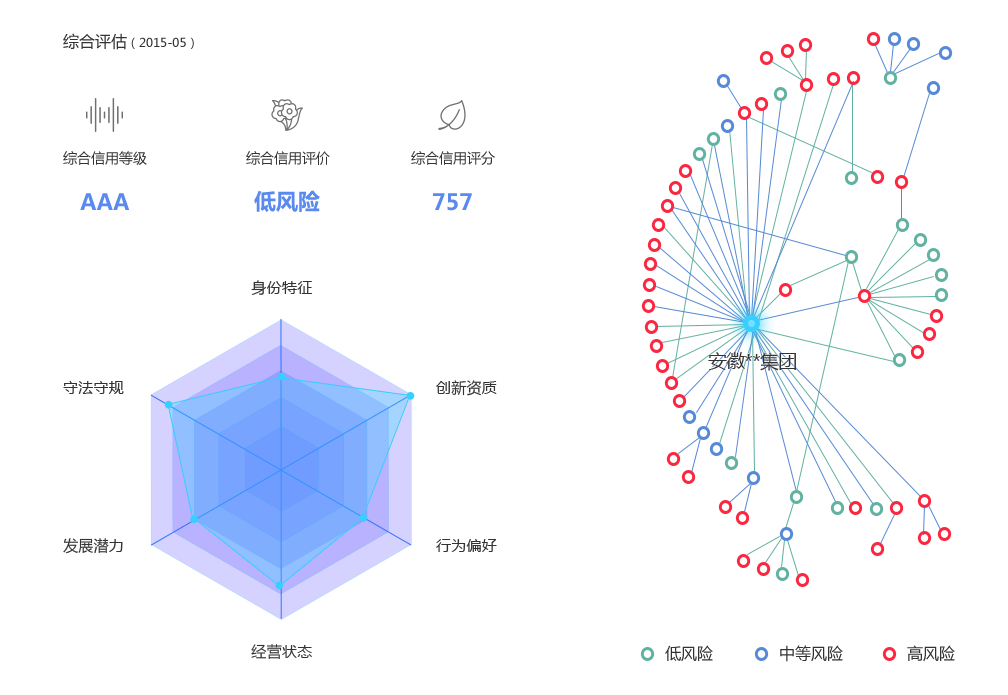 综合评估（2015-05）
综合信用等级 综合信用评价 综合信用评分
AAA 低风险 757
身份特征
守法守规 创新资质
安徽**集团
发展潜力 行为偏好
经营状态
低风险 中等风险 高风险